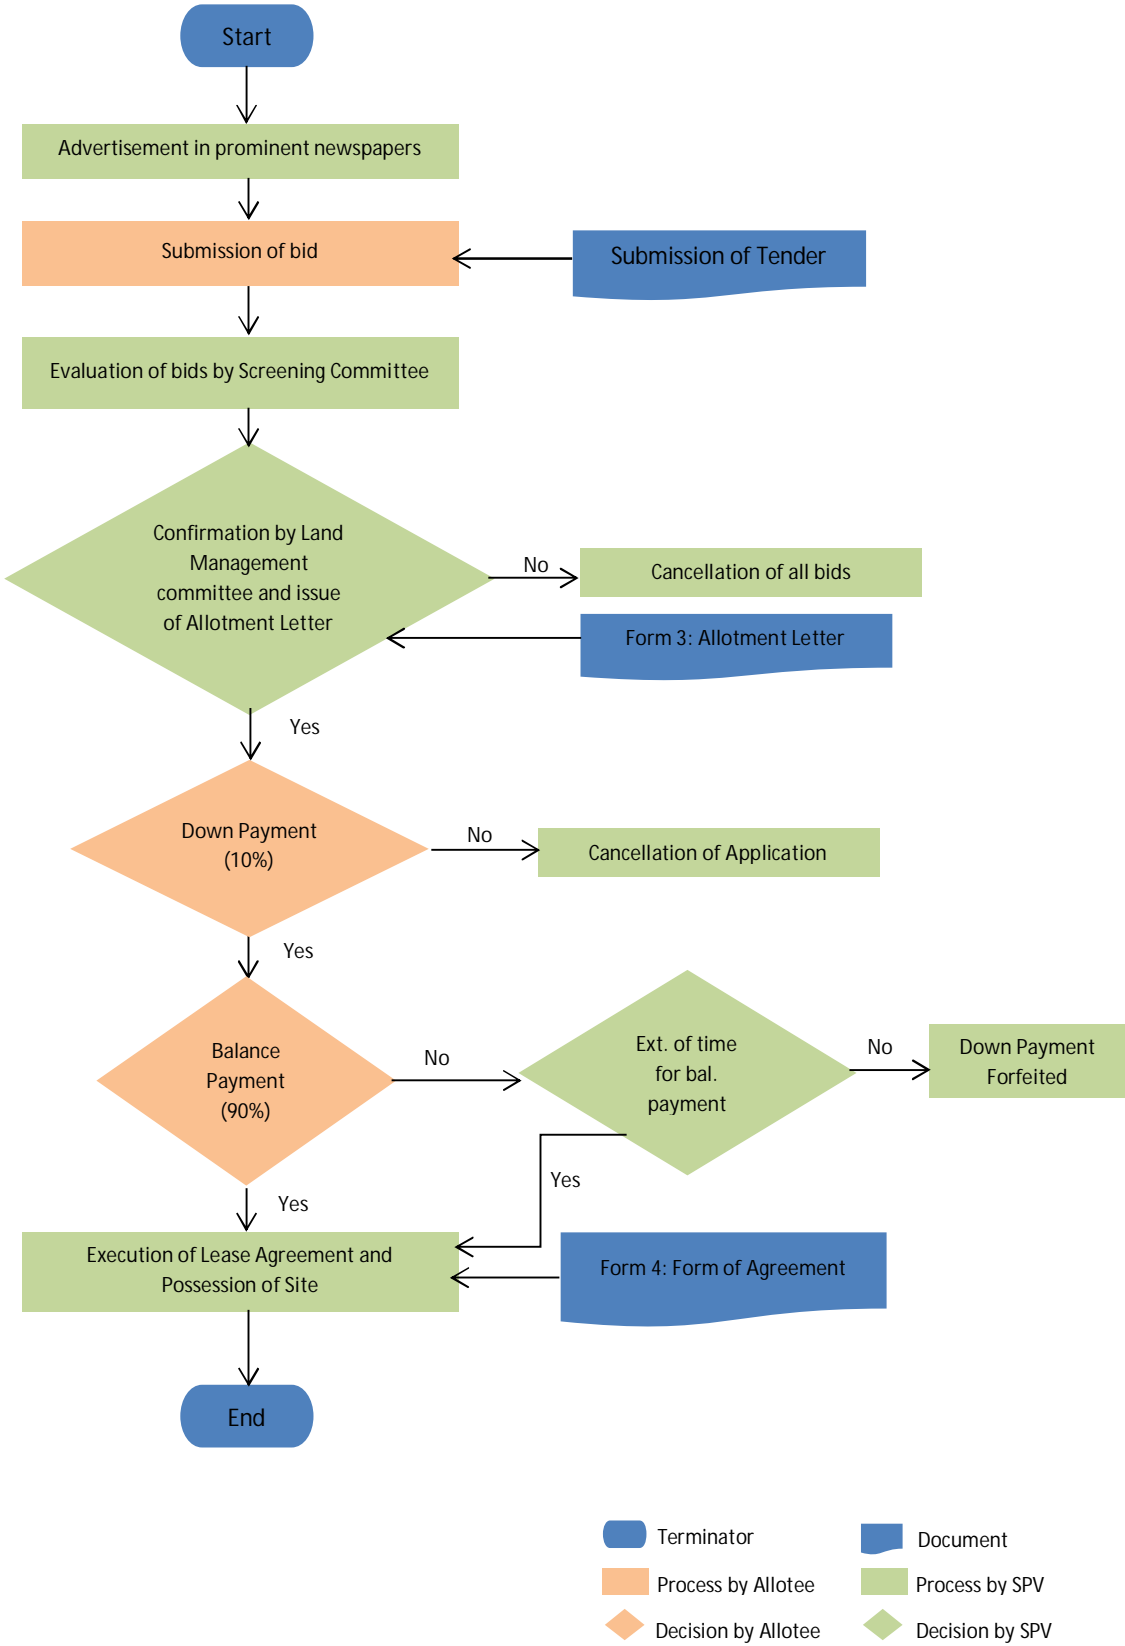 Start
Advertisement in prominent newspapers
Submission of bid
Submission of Tender
Evaluation of bids by Screening Committee
Confirmation by Land
Management
committee and issue
of Allotment Letter
No
Cancellation of all bids
Form 3: Allotment Letter
Yes
Down Payment
(10%)
No
Cancellation of Application
Yes
Balance
Payment
(90%)
No
Ext. of time
for bal.
payment
No
Down Payment
Forfeited
Yes
Yes
Execution of Lease Agreement and
Possession of Site
Form 4: Form of Agreement
End
Terminator
Document
Process by Allotee
Process by SPV
Decision by Allotee
Decision by SPV